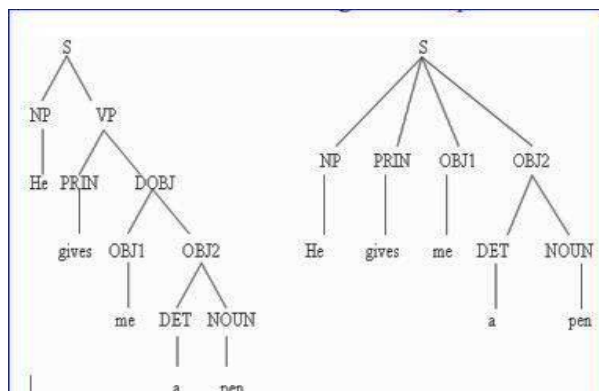 S S
NP VP
NP PRIN OBJ1 OBJ2
He PRIN DOBJ
gives OBJ1 OBJ2 He gives me DET NOUN
me DET NOUN a pen
a pen